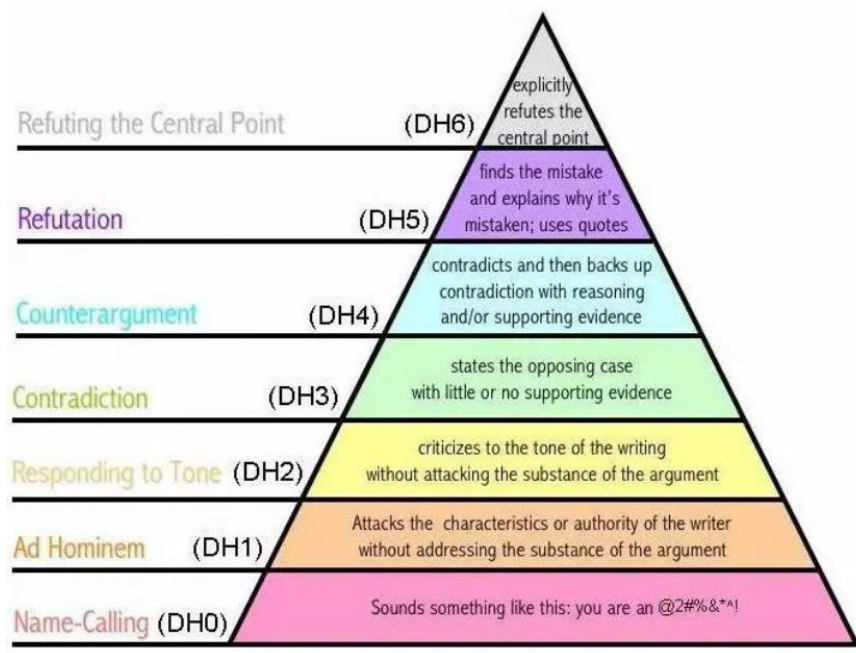 Refuting the Central Point (DH6)
explicitly
refutes the
central point
Refutation (DH5)
finds the mistake
and explains why it's
mistaken; uses quotes
Counterargument (DH4)
contradicts and then backs up
contradiction with reasoning
and/or supporting evidence
Contradiction (DH3)
states the opposing case
with little or no supporting evidence
Responding to Tone (DH2)
criticizes to the tone of the writing
without attacking the substance of the argument
Ad Hominem (DH1)
Attacks the characteristics or authority of the writer
without addressing the substance of the argument
Name-Calling (DH0)
Sounds something like this: you are an @2#%&*^!